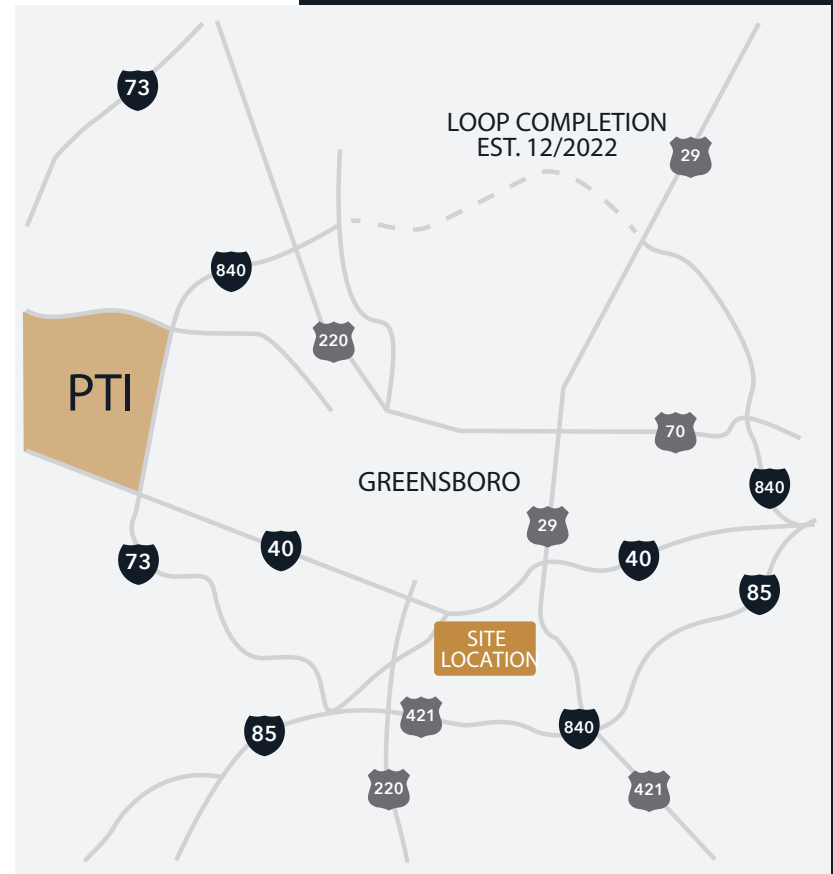 73
LOOP COMPLETION
EST. 12/2022
29
840
220
PTI
70
GREENSBORO
840
29
40
40
73
85
SITE
LOCATION
421
840
85
220
421